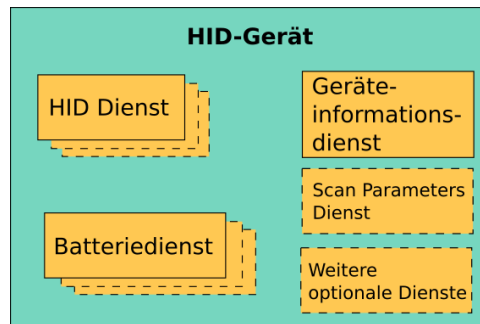 HID-Gerät
HID Dienst
Geräte-
informations-
dienst
Scan Parameters
Dienst
Batteriedienst
Weitere
optionale Dienste